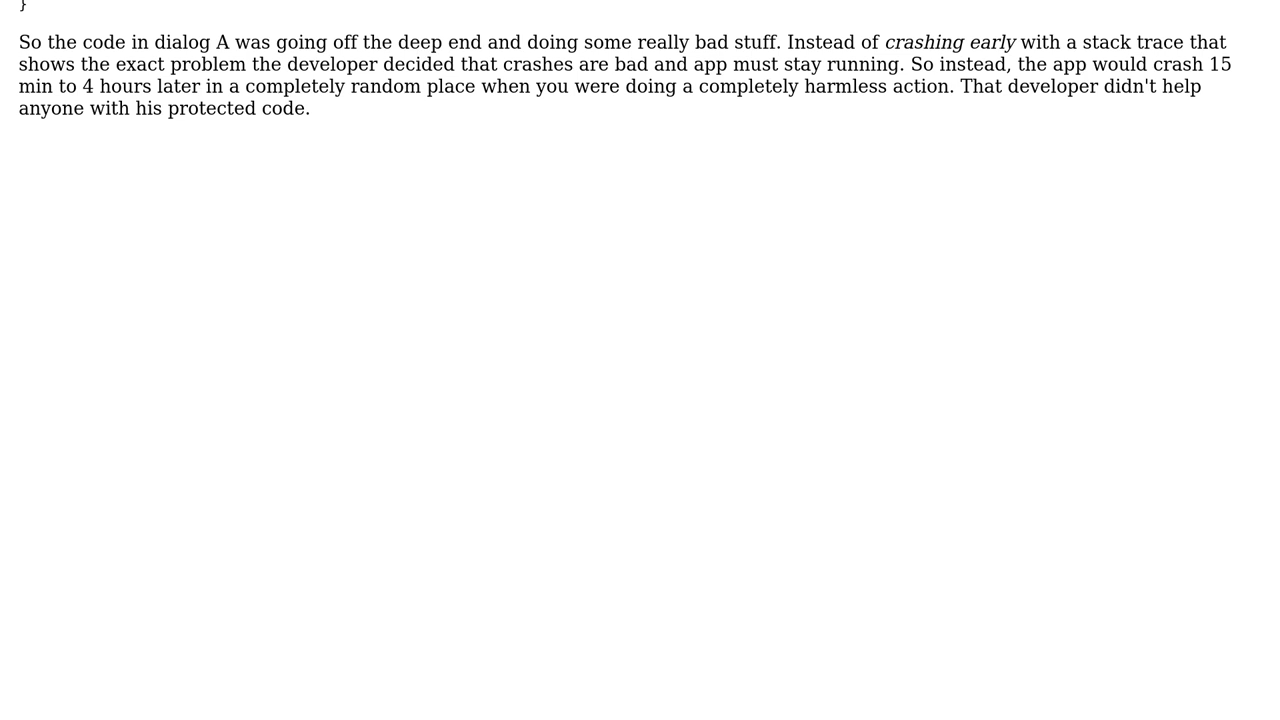 }
So the code in dialog A was going off the deep end and doing some really bad stuff. Instead of crashing early with a stack trace that
shows the exact problem the developer decided that crashes are bad and app must stay running. So instead, the app would crash 15
min to 4 hours later in a completely random place when you were doing a completely harmless action. That developer didn't help
anyone with his protected code.